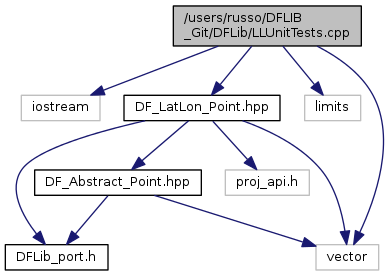 /users/russo/DFLIB
_Git/DFLib/LLUnitTests.cpp
iostream
DF_LatLon_Point.hpp
limits
DF_Abstract_Point.hpp
proj_api.h
DFLib_port.h
vector